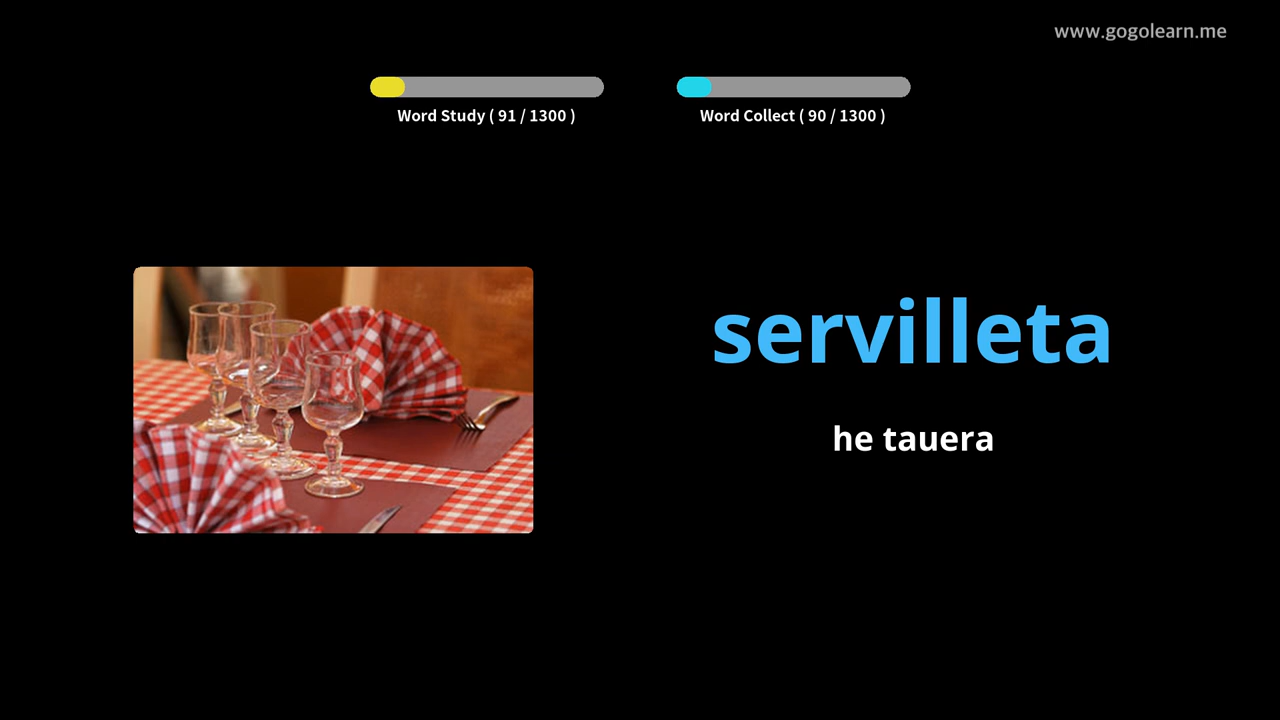 www.gogolearn.me
Word Study ( 91 / 1300 )
Word Collect ( 90 / 1300 )
servilleta
he tauera